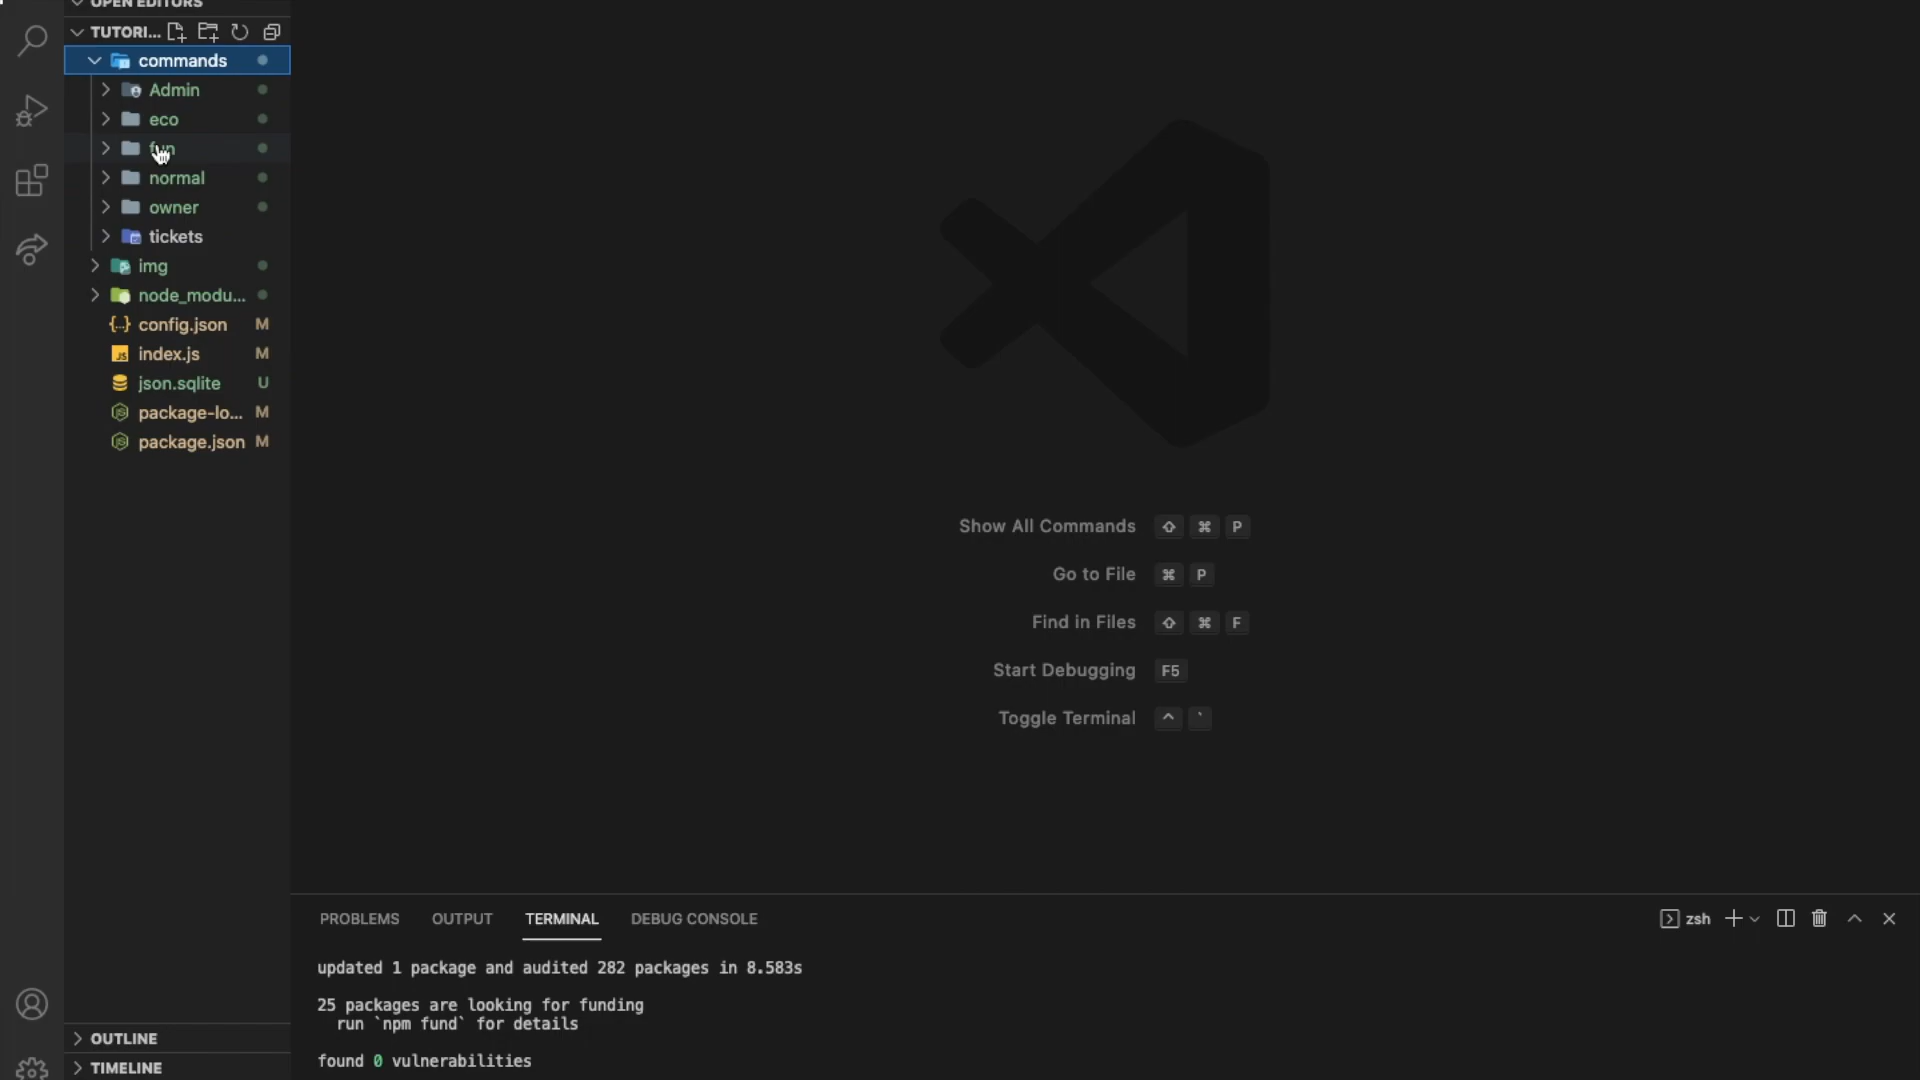 OPEN EDITORS
TUTORI...
commands
Admin
eco
fun
normal
owner
tickets
img
node_modu...
config.json M
index.js M
json.sqlite U
package-lo... M
package.json M
OUTLINE
TIMELINE
Show All Commands ⇧ ⌘ P
Go to File ⌘ P
Find in Files ⇧ ⌘ F
Start Debugging F5
Toggle Terminal ^ `
PROBLEMS OUTPUT TERMINAL DEBUG CONSOLE
zsh
updated 1 package and audited 282 packages in 8.583s
25 packages are looking for funding
run `npm fund` for details
found 0 vulnerabilities